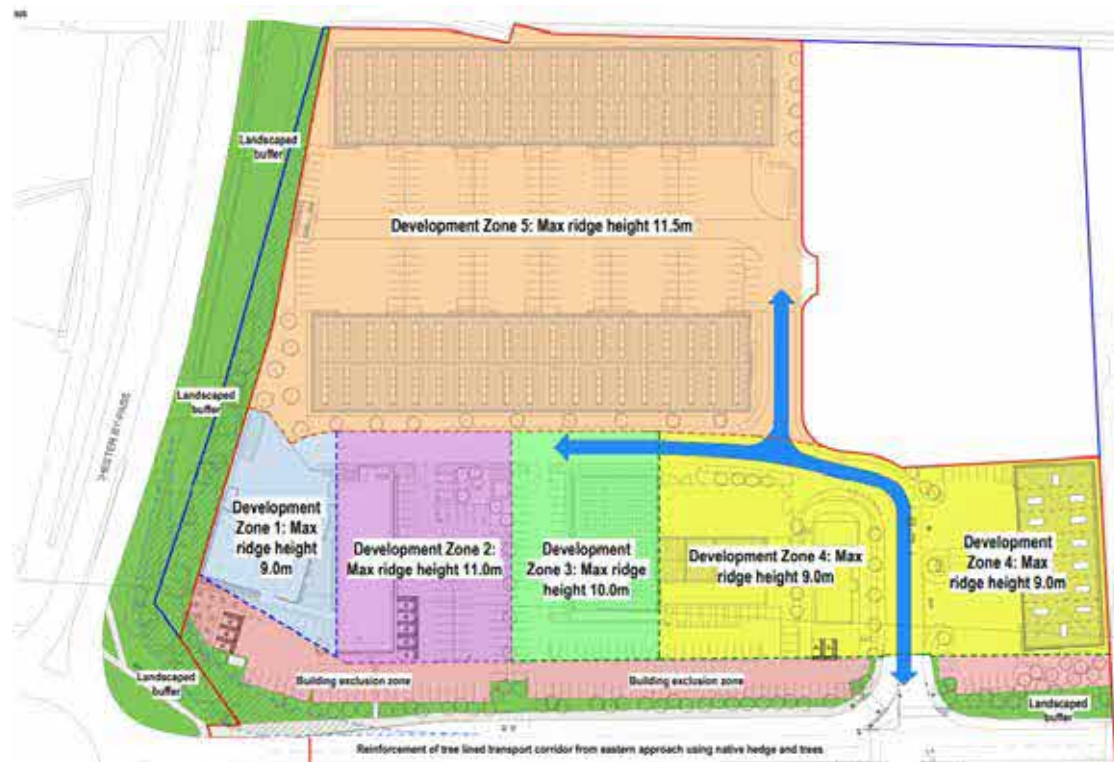 Landscaped
buffer
Development Zone 5: Max ridge height 11.5m
Landscaped
buffer
HESTER BY-PASS
Development
Zone 1: Max
ridge height
9.0m
Development Zone 2:
Max ridge height 11.0m
Development
Zone 3: Max ridge
height 10.0m
Development Zone 4: Max
ridge height 9.0m
Development
Zone 4: Max
ridge height 9.0m
Landscaped
buffer
Building exclusion zone
Building exclusion zone
Landscaped
buffer
Reinforcement of tree lined transport corridor from eastern approach using native hedge and trees